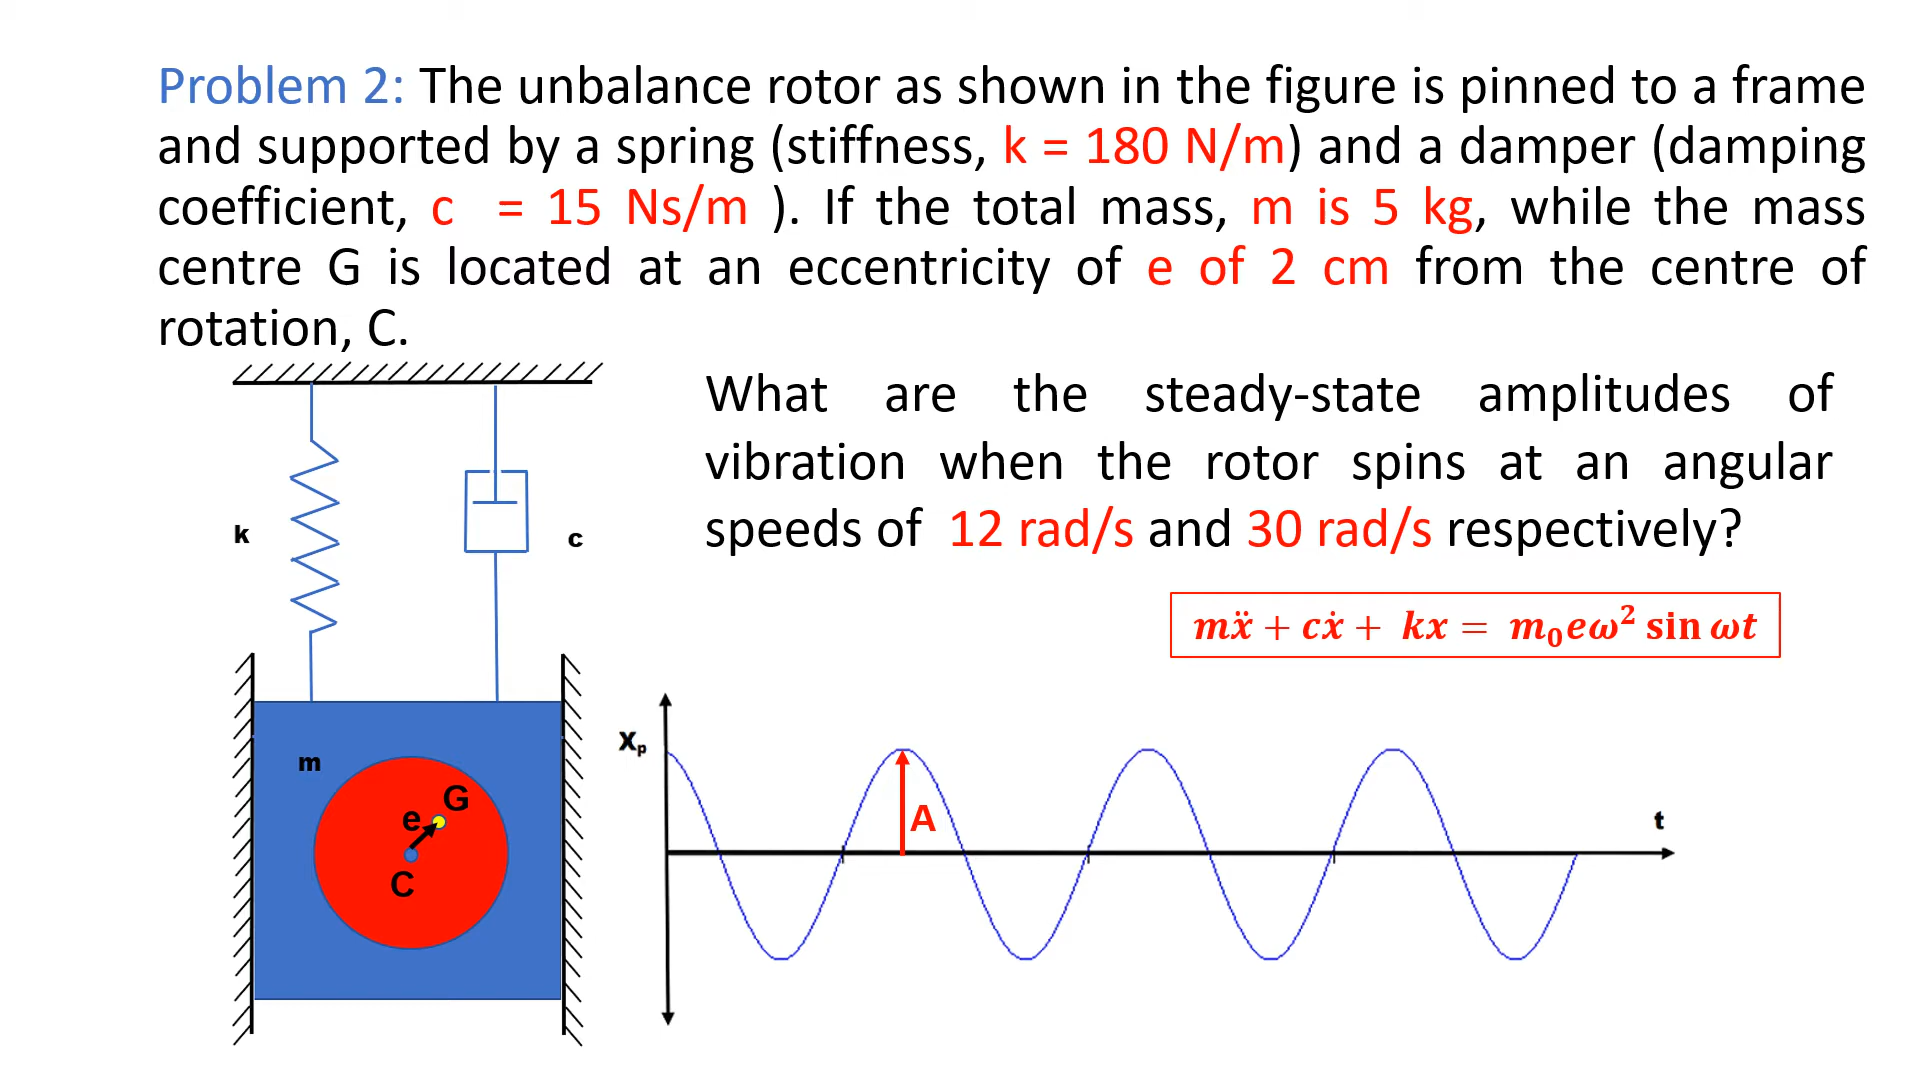 Problem 2: The unbalance rotor as shown in the figure is pinned to a frame
and supported by a spring (stiffness, k = 180 N/m) and a damper (damping
coefficient, c = 15 Ns/m ). If the total mass, m is 5 kg, while the mass
centre G is located at an eccentricity of e of 2 cm from the centre of
rotation, C.
What are the steady-state amplitudes of
vibration when the rotor spins at an angular
speeds of 12 rad/s and 30 rad/s respectively?
k
c
mẍ + cẋ + kx = m₀eω² sin ωt
m
G
e
C
Xₚ
A
t